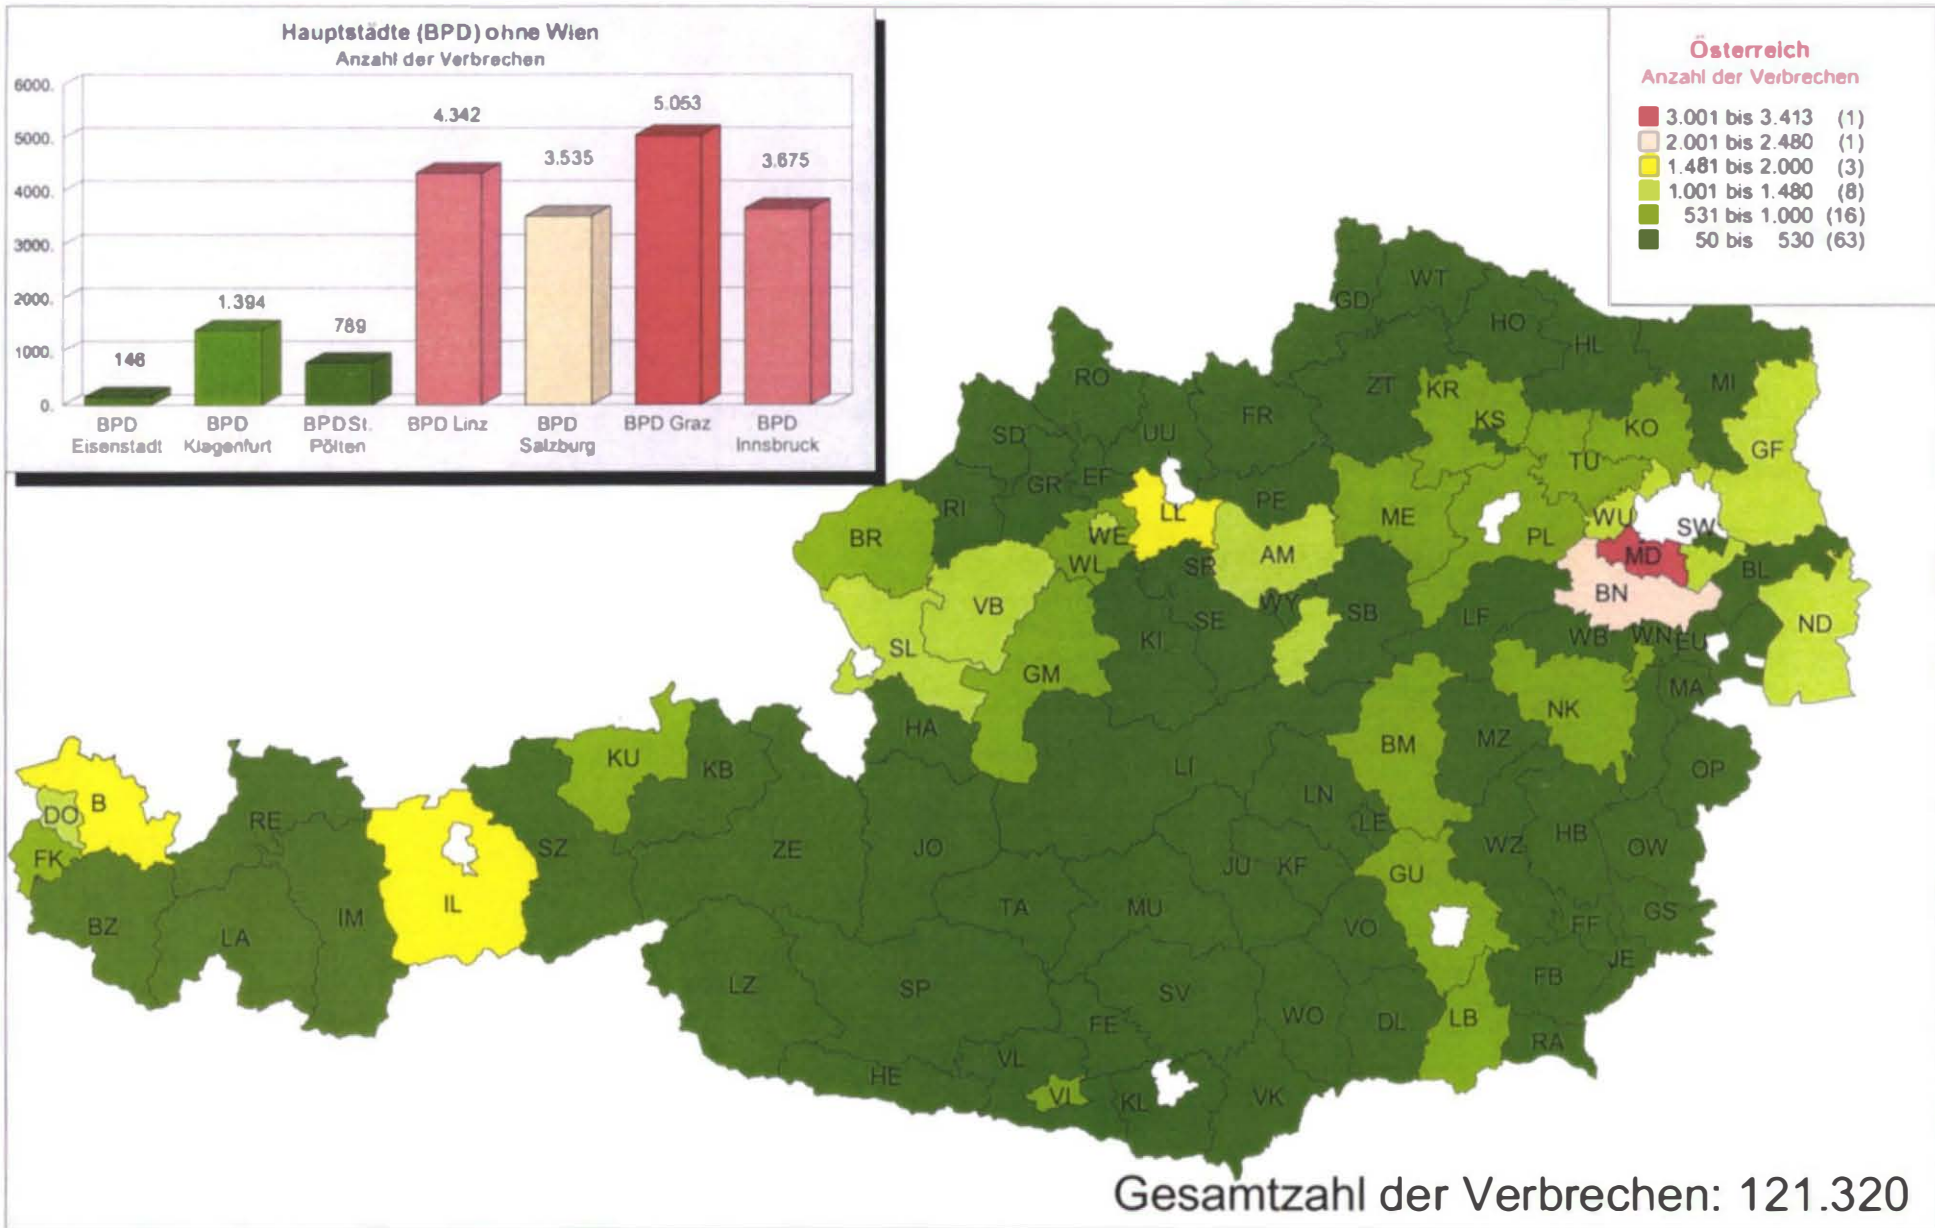 Hauptstädte (BPD) ohne Wien
Anzahl der Verbrechen
6000.
5000.
4000.
3000.
2000.
1000.
0.
146
1.394
789
4.342
3.535
5.053
3.675
BPD Eisenstadt
BPD Klagenfurt
BPD St. Pölten
BPD Linz
BPD Salzburg
BPD Graz
BPD Innsbruck
Österreich
Anzahl der Verbrechen
3.001 bis 3.413 (1)
2.001 bis 2.480 (1)
1.481 bis 2.000 (3)
1.001 bis 1.480 (8)
531 bis 1.000 (16)
50 bis 530 (63)
WT
GD
HO
HL
RO
ZT
KR
MI
FR
KS
KO
SD
UU
GF
TU
GR
EF
RI
PE
LL
ME
WU
SW
BR
WE
PL
AM
MD
WL
SR
BL
BN
VB
WY
SB
LF
ND
SE
KI
WB
WN
EU
SL
GM
MA
NK
HA
BM
MZ
KU
KB
LI
OP
B
LN
DO
RE
LE
HB
WZ
OW
SZ
ZE
JO
FK
JU
KF
GU
IL
TA
MU
IM
GS
BZ
VO
FF
LA
JE
FB
LZ
SP
SV
WO
LB
DL
FE
RA
VL
HE
VI
KL
VK
Gesamtzahl der Verbrechen: 121.320